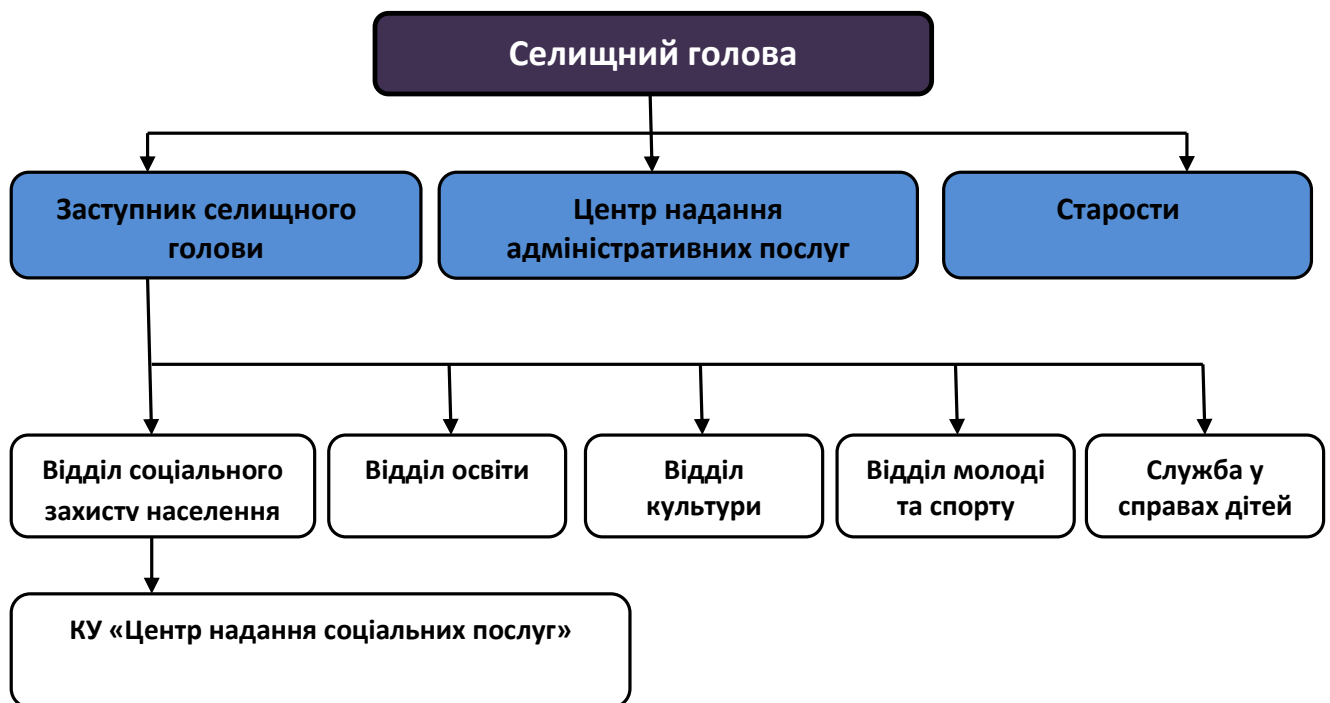 Селищний голова
Заступник селищного
голови
Центр надання
адміністративних послуг
Старости
Відділ соціального
захисту населення
Відділ освіти
Відділ
культури
Відділ молоді
та спорту
Служба у
справах дітей
КУ «Центр надання соціальних послуг»